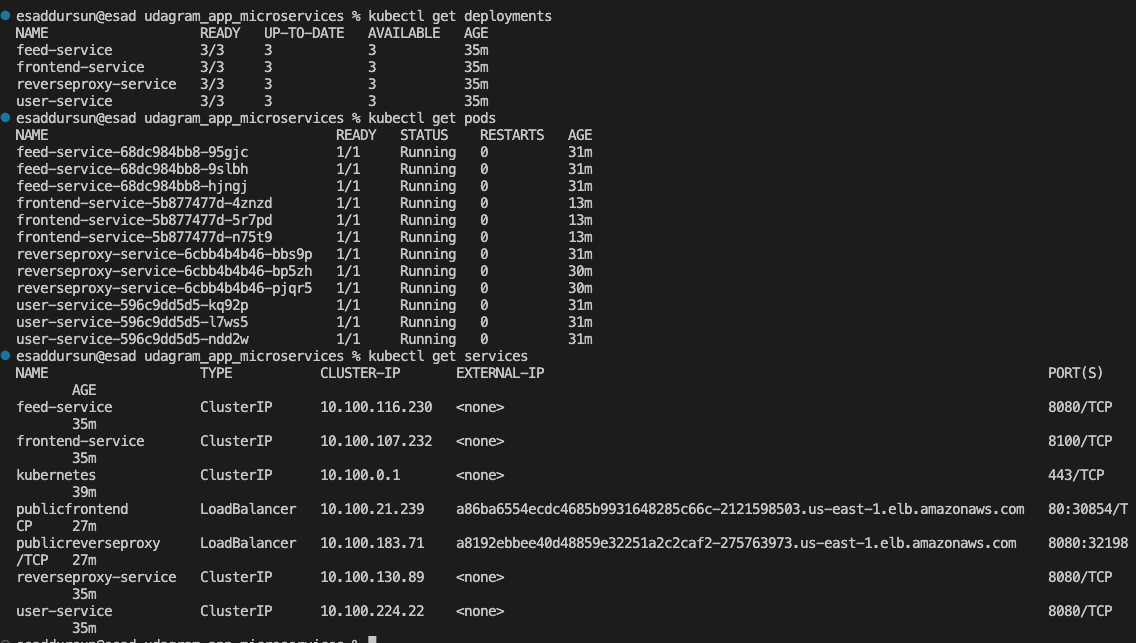 esaddursun@esad udagram_app_microservices % kubectl get deployments
NAME READY UP-TO-DATE AVAILABLE AGE
feed-service 3/3 3 3 35m
frontend-service 3/3 3 3 35m
reverseproxy-service 3/3 3 3 35m
user-service 3/3 3 3 35m
esaddursun@esad udagram_app_microservices % kubectl get pods
NAME READY STATUS RESTARTS AGE
feed-service-68dc984bb8-95gjc 1/1 Running 0 31m
feed-service-68dc984bb8-9slbh 1/1 Running 0 31m
feed-service-68dc984bb8-hjngj 1/1 Running 0 31m
frontend-service-5b877477d-4znzd 1/1 Running 0 13m
frontend-service-5b877477d-5r7pd 1/1 Running 0 13m
frontend-service-5b877477d-n75t9 1/1 Running 0 13m
reverseproxy-service-6cbb4b4b46-bbs9p 1/1 Running 0 31m
reverseproxy-service-6cbb4b4b46-bp5zh 1/1 Running 0 30m
reverseproxy-service-6cbb4b4b46-pjqr5 1/1 Running 0 30m
user-service-596c9dd5d5-kq92p 1/1 Running 0 31m
user-service-596c9dd5d5-l7ws5 1/1 Running 0 31m
user-service-596c9dd5d5-ndd2w 1/1 Running 0 31m
esaddursun@esad udagram_app_microservices % kubectl get services
NAME TYPE CLUSTER-IP EXTERNAL-IP PORT(S)
AGE
feed-service ClusterIP 10.100.116.230 <none> 8080/TCP
35m
frontend-service ClusterIP 10.100.107.232 <none> 8100/TCP
35m
kubernetes ClusterIP 10.100.0.1 <none> 443/TCP
39m
publicfrontend LoadBalancer 10.100.21.239 a86ba6554ecdc4685b9931648285c66c-2121598503.us-east-1.elb.amazonaws.com 80:30854/T
CP 27m
publicreverseproxy LoadBalancer 10.100.183.71 a8192ebbee40d48859e32251a2c2caf2-275763973.us-east-1.elb.amazonaws.com 8080:32198
/TCP 27m
reverseproxy-service ClusterIP 10.100.130.89 <none> 8080/TCP
35m
user-service ClusterIP 10.100.224.22 <none> 8080/TCP
35m
esaddursun@esad udagram_app_microservices %